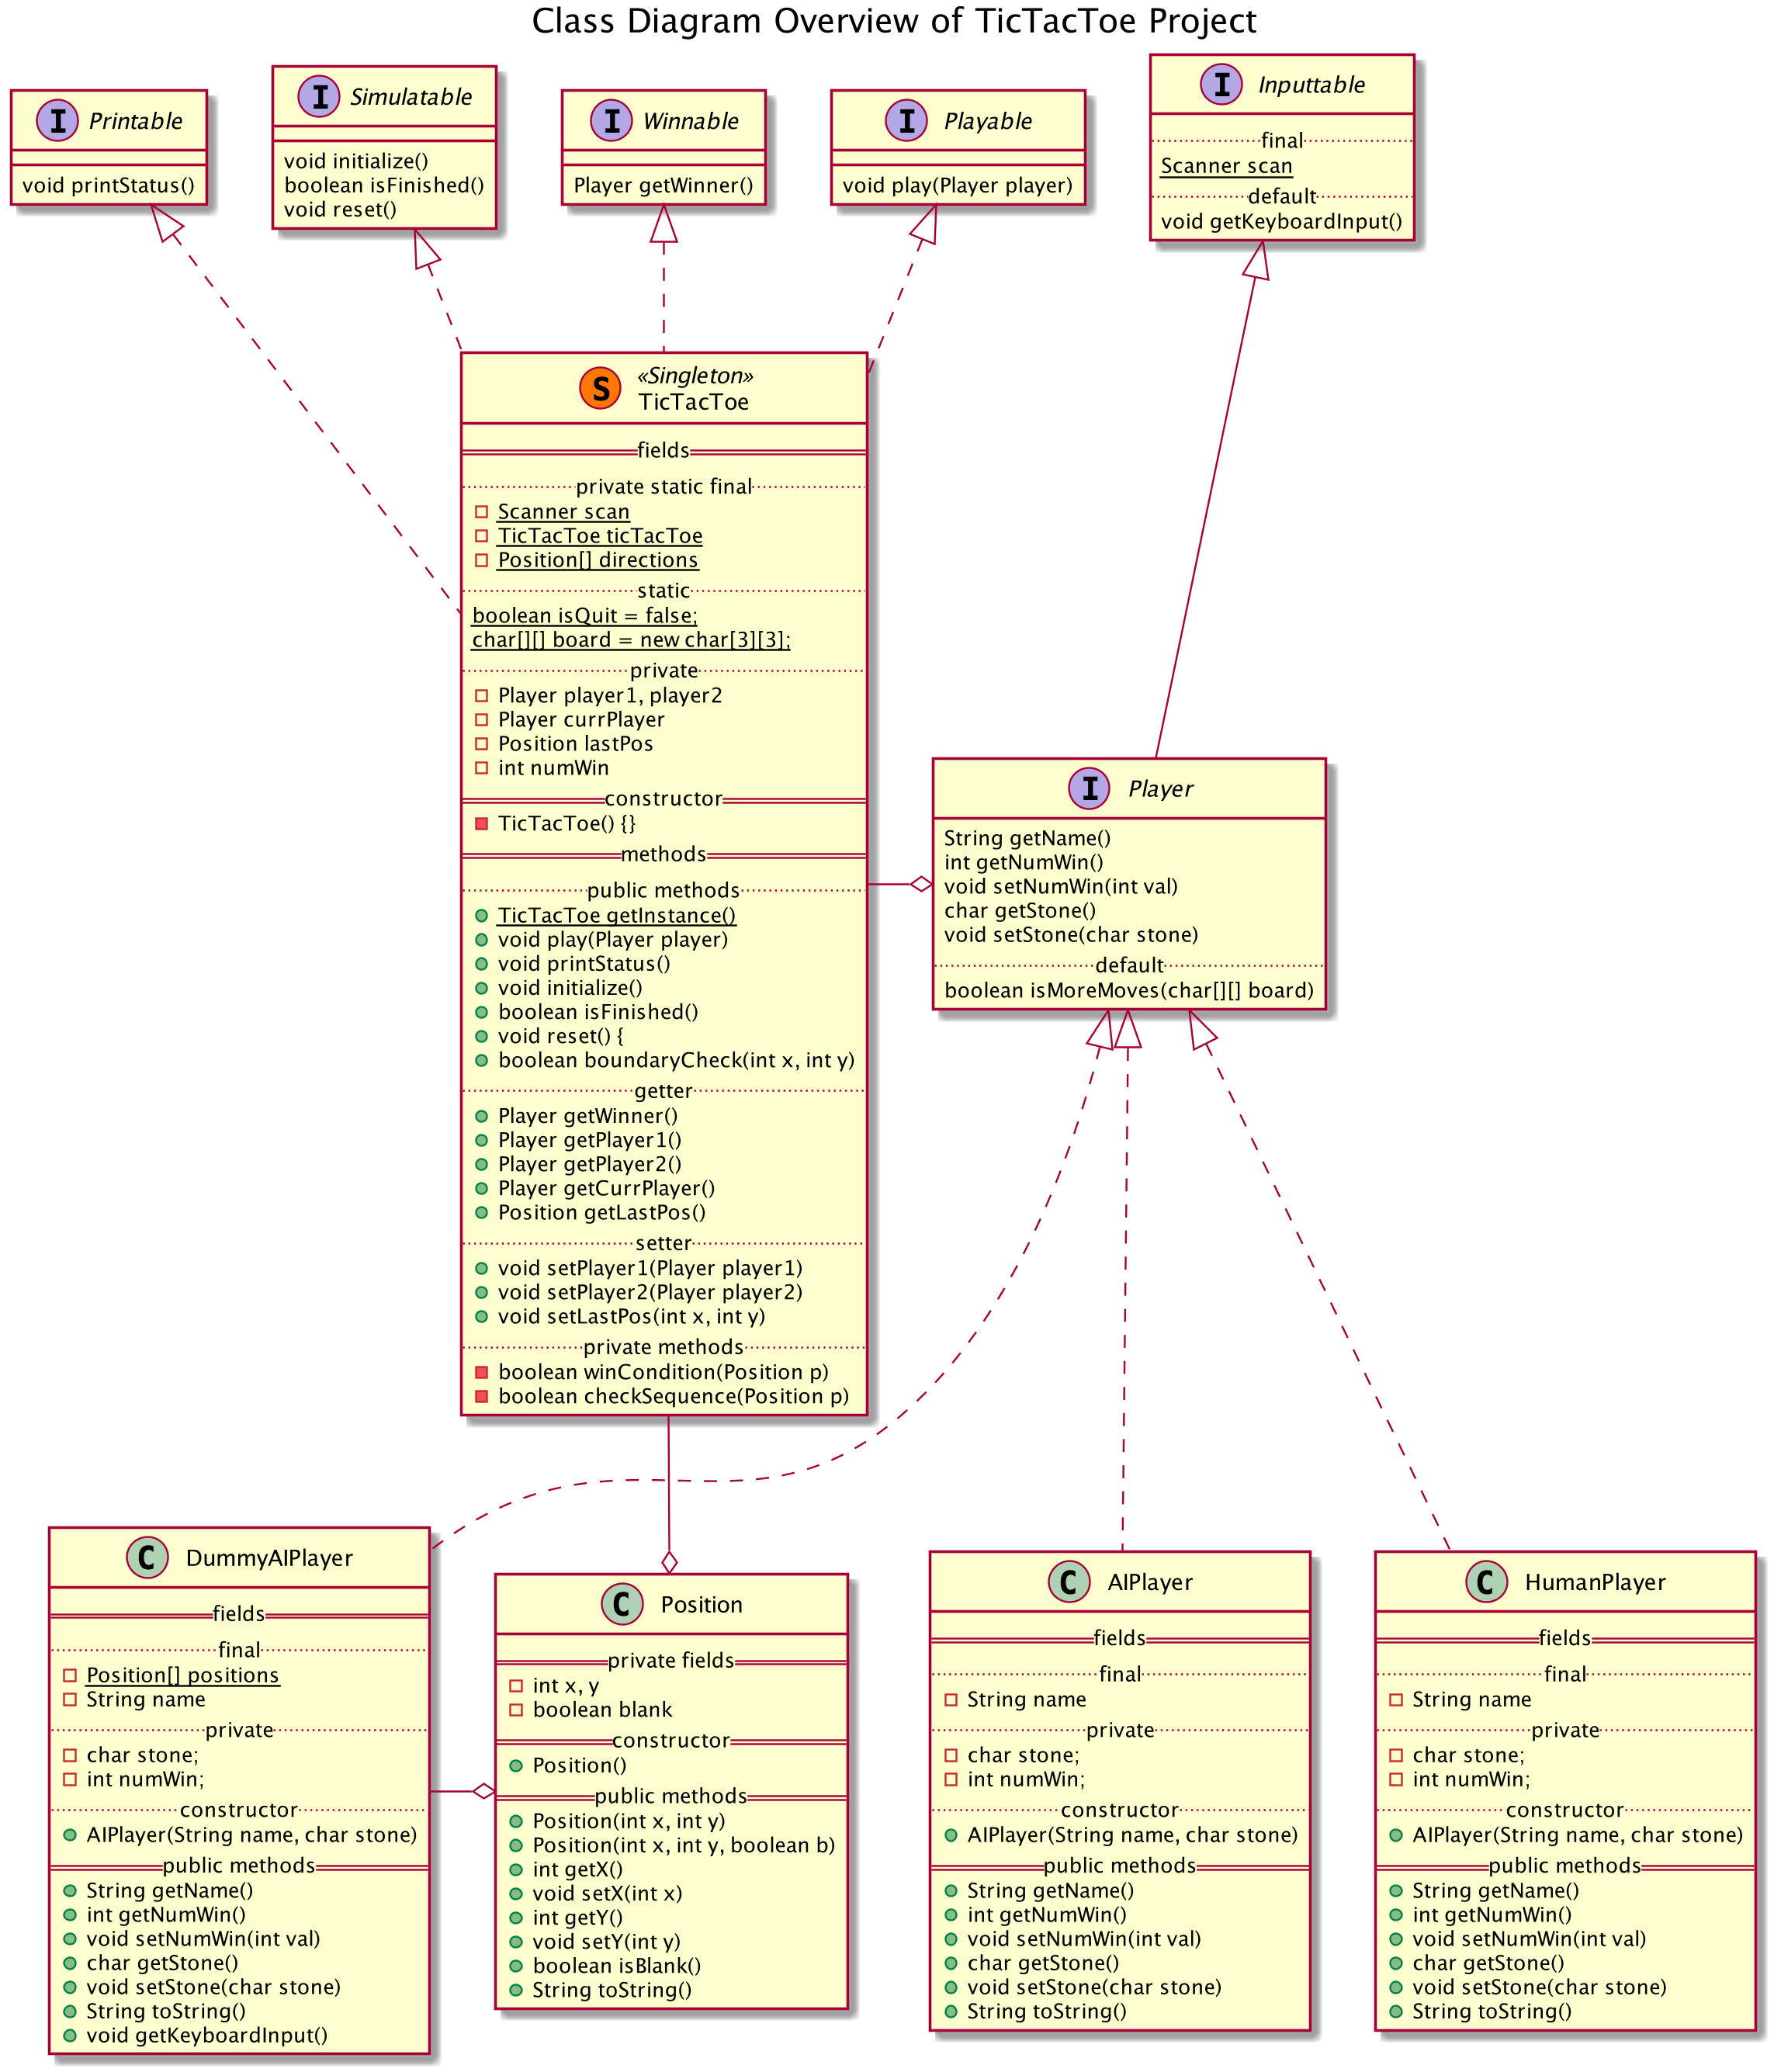 Class Diagram Overview of TicTacToe Project
I Printable
void printStatus()
I Simulatable
void initialize()
boolean isFinished()
void reset()
I Winnable
Player getWinner()
I Playable
void play(Player player)
I Inputtable
final
Scanner scan
default
void getKeyboardInput()
S «Singleton»
TicTacToe
fields
private static final
Scanner scan
TicTacToe ticTacToe
Position[] directions
static
boolean isQuit = false;
char[][] board = new char[3][3];
private
Player player1, player2
Player currPlayer
Position lastPos
int numWin
constructor
TicTacToe() {}
methods
public methods
TicTacToe getInstance()
void play(Player player)
void printStatus()
void initialize()
boolean isFinished()
void reset() {
boolean boundaryCheck(int x, int y)
getter
Player getWinner()
Player getPlayer1()
Player getPlayer2()
Player getCurrPlayer()
Position getLastPos()
setter
void setPlayer1(Player player1)
void setPlayer2(Player player2)
void setLastPos(int x, int y)
private methods
boolean winCondition(Position p)
boolean checkSequence(Position p)
I Player
String getName()
int getNumWin()
void setNumWin(int val)
char getStone()
void setStone(char stone)
default
boolean isMoreMoves(char[][] board)
C DummyAIPlayer
fields
final
Position[] positions
String name
private
char stone;
int numWin;
constructor
AIPlayer(String name, char stone)
public methods
String getName()
int getNumWin()
void setNumWin(int val)
char getStone()
void setStone(char stone)
String toString()
void getKeyboardInput()
C Position
private fields
int x, y
boolean blank
constructor
Position()
public methods
Position(int x, int y)
Position(int x, int y, boolean b)
int getX()
void setX(int x)
int getY()
void setY(int y)
boolean isBlank()
String toString()
C AIPlayer
fields
final
String name
private
char stone;
int numWin;
constructor
AIPlayer(String name, char stone)
public methods
String getName()
int getNumWin()
void setNumWin(int val)
char getStone()
void setStone(char stone)
String toString()
C HumanPlayer
fields
final
String name
private
char stone;
int numWin;
constructor
AIPlayer(String name, char stone)
public methods
String getName()
int getNumWin()
void setNumWin(int val)
char getStone()
void setStone(char stone)
String toString()